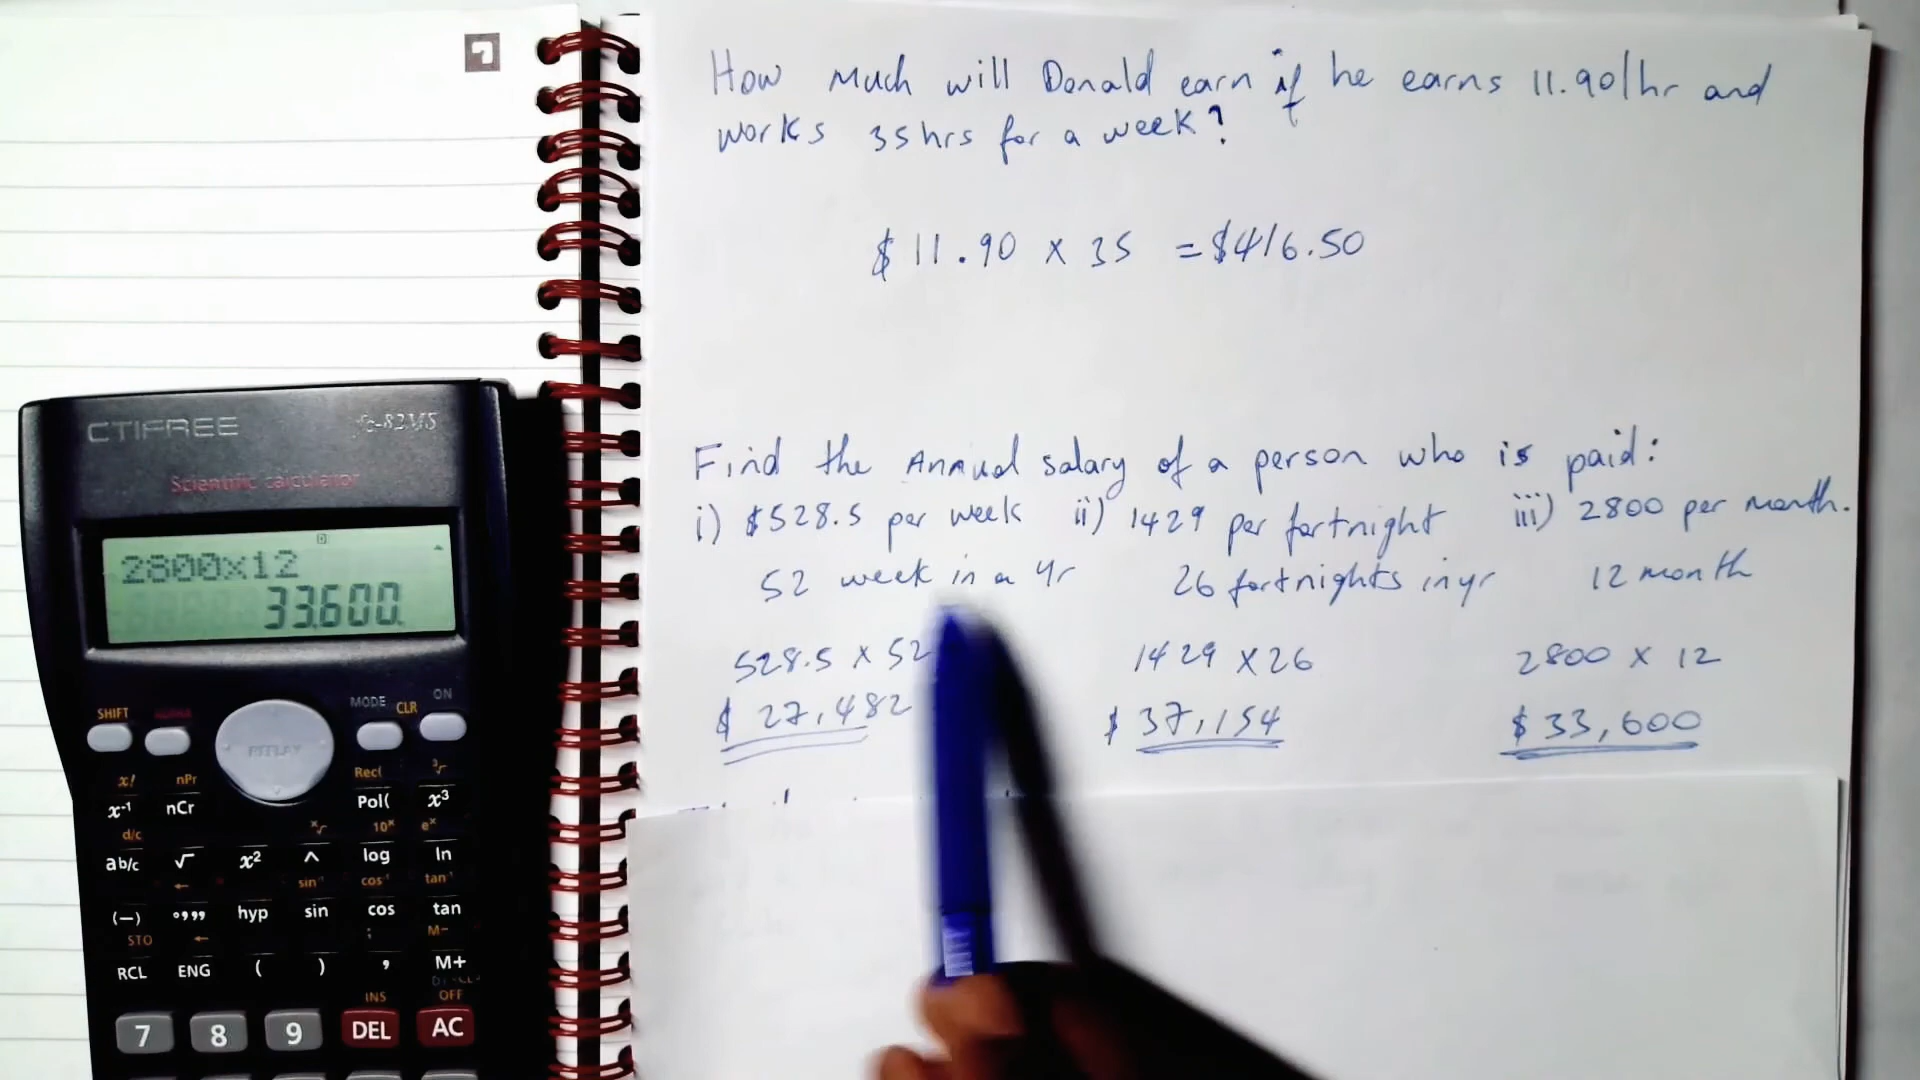 How much will Donald earn if he earns 11.90/hr and
works 35hrs for a week?
$ 11.90 x 35 = $416.50
Find the Annual salary of a person who is paid:
i) $528.5 per week ii) 1429 per fortnight iii) 2800 per month.
52 week in a yr 26 fortnights in yr 12 month
528.5 x 52 1429 x 26 2800 x 12
$ 27,482 $ 37,154 $ 33,600
CTIFREE
Scientific calculator
2800x12
33600.
SHIFT ALPHA REPLAY MODE CLR ON
x! nPr Rec( ³√
x⁻¹ nCr Pol( x³
d/c ˣ√ 10ˣ eˣ
ab/c √ x² ^ log ln
← sin⁻¹ cos⁻¹ tan⁻¹
(−) °,,, hyp sin cos tan
STO ← ; M−
RCL ENG ( ) , M+
INS OFF
7 8 9 DEL AC